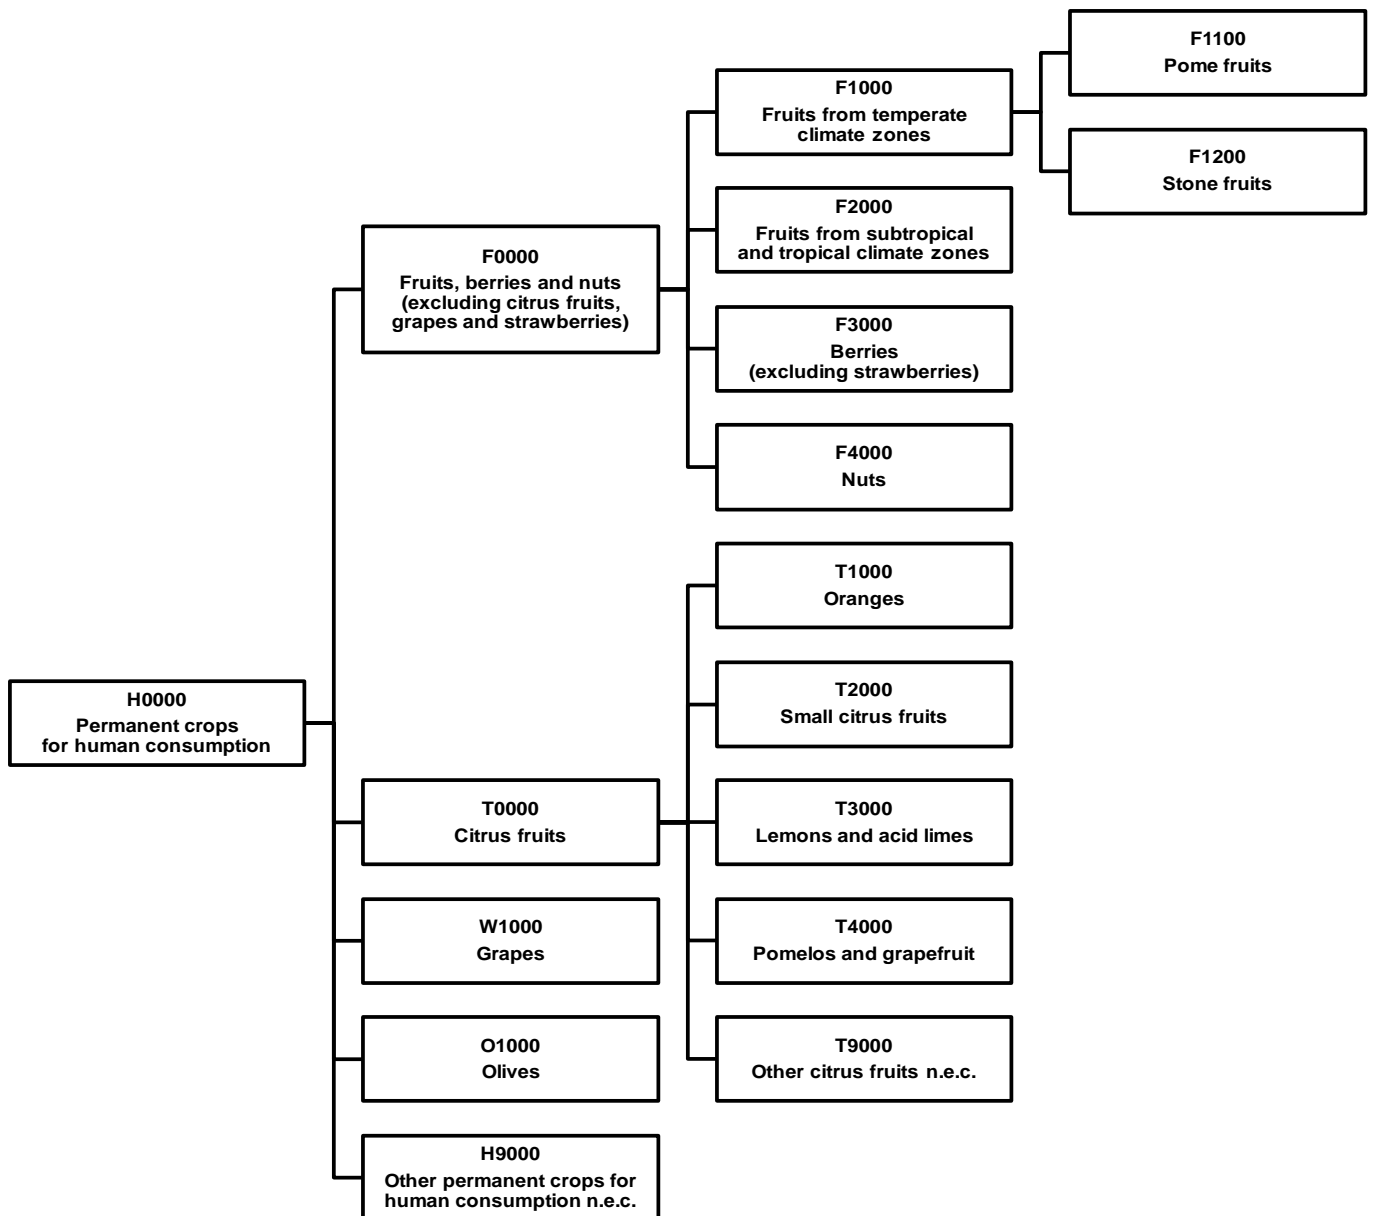 H0000
Permanent crops
for human consumption
F0000
Fruits, berries and nuts
(excluding citrus fruits,
grapes and strawberries)
F1000
Fruits from temperate
climate zones
F1100
Pome fruits
F1200
Stone fruits
F2000
Fruits from subtropical
and tropical climate zones
F3000
Berries
(excluding strawberries)
F4000
Nuts
T0000
Citrus fruits
T1000
Oranges
T2000
Small citrus fruits
T3000
Lemons and acid limes
T4000
Pomelos and grapefruit
T9000
Other citrus fruits n.e.c.
W1000
Grapes
O1000
Olives
H9000
Other permanent crops for
human consumption n.e.c.